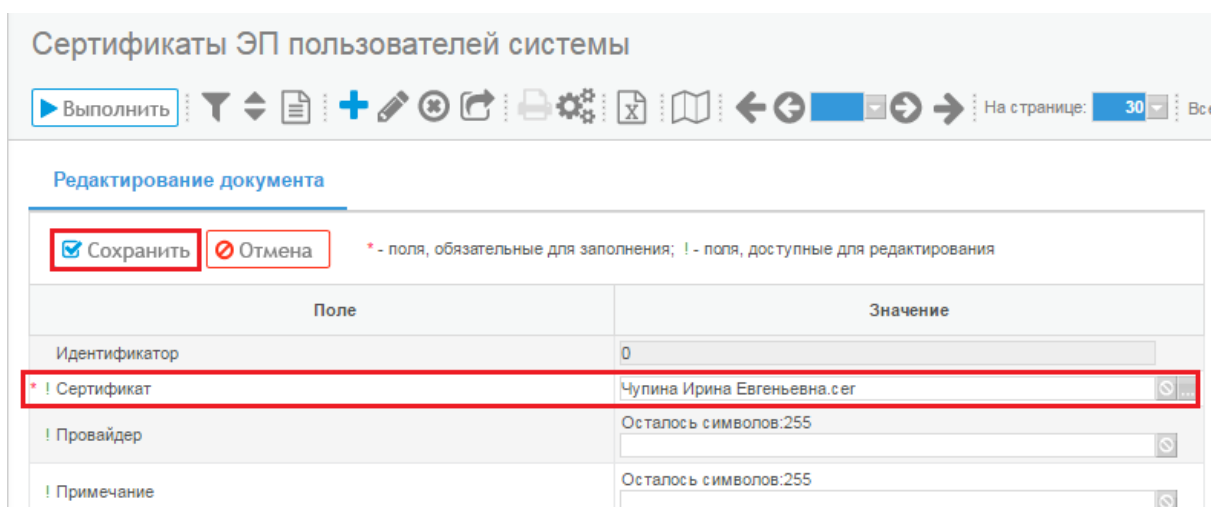 Сертификаты ЭП пользователей системы
Выполнить На странице: 30 Все
Редактирование документа
Сохранить Отмена * - поля, обязательные для заполнения; ! - поля, доступные для редактирования
Поле Значение
Идентификатор 0
* ! Сертификат Чупина Ирина Евгеньевна.cer ...
Осталось символов:255
! Провайдер
Осталось символов:255
! Примечание